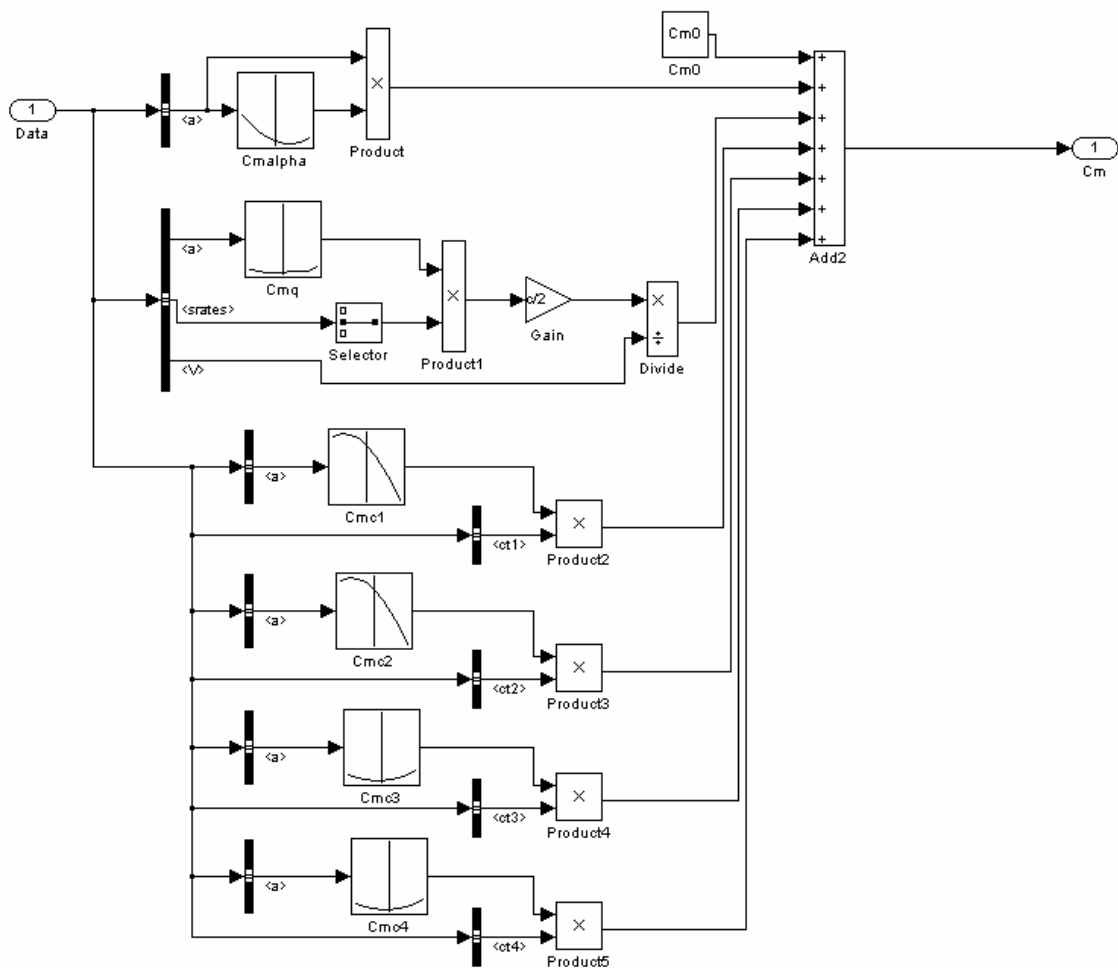 Cm0
Cm0
1
Data
<a>
Cmalpha
×
Product
+
+
+
+
+
+
+
Add2
1
Cm
<a>
Cmq
<srates>
Selector
<V>
×
Product1
c/2
Gain
×
÷
Divide
<a>
Cmc1
<ct1>
×
Product2
<a>
Cmc2
<ct2>
×
Product3
<a>
Cmc3
<ct3>
×
Product4
<a>
Cmc4
<ct4>
×
Product5